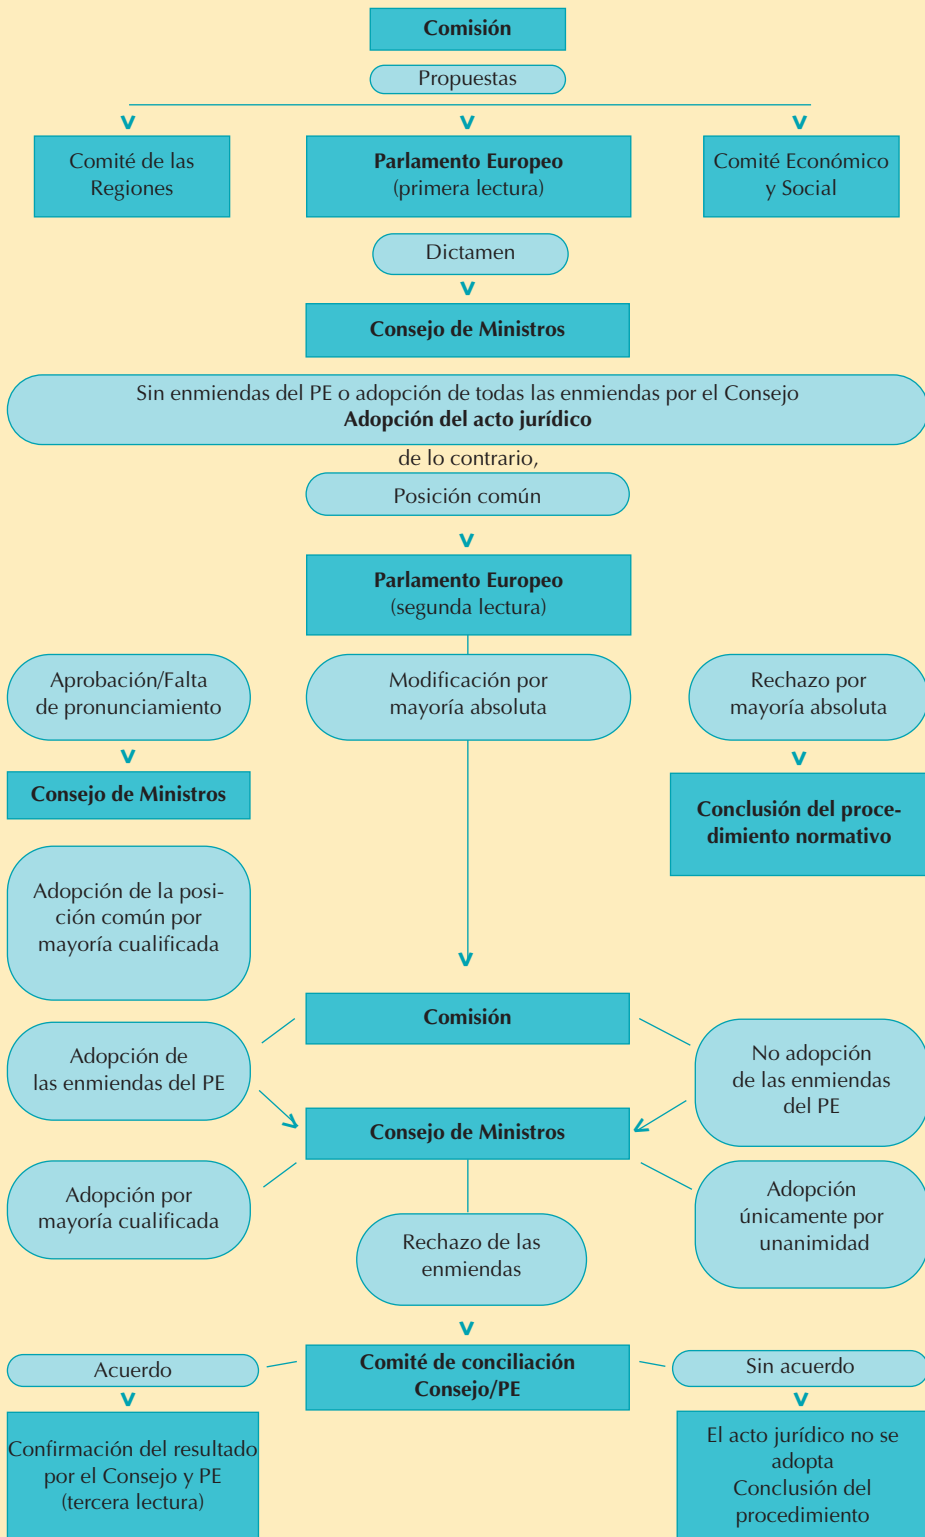 Comisión
Propuestas
Comité de las
Regiones
Parlamento Europeo
(primera lectura)
Comité Económico
y Social
Dictamen
Consejo de Ministros
Sin enmiendas del PE o adopción de todas las enmiendas por el Consejo
Adopción del acto jurídico
de lo contrario,
Posición común
Parlamento Europeo
(segunda lectura)
Aprobación/Falta
de pronunciamiento
Modificación por
mayoría absoluta
Rechazo por
mayoría absoluta
Consejo de Ministros
Conclusión del proce-
dimiento normativo
Adopción de la posi-
ción común por
mayoría cualificada
Comisión
Adopción de
las enmiendas del PE
No adopción
de las enmiendas
del PE
Consejo de Ministros
Adopción por
mayoría cualificada
Rechazo de las
enmiendas
Adopción
únicamente por
unanimidad
Acuerdo
Comité de conciliación
Consejo/PE
Sin acuerdo
Confirmación del resultado
por el Consejo y PE
(tercera lectura)
El acto jurídico no se
adopta
Conclusión del
procedimiento